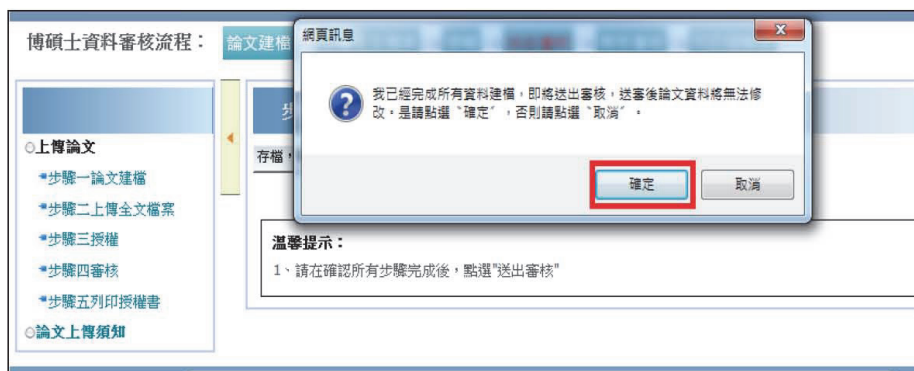 博碩士資料審核流程：
論文建檔
網頁訊息
我已經完成所有資料建檔，即將送出審核，送審後論文資料將無法修
改。是請點選〝確定〞，否則請點選〝取消〞。
確定
取消
步
存檔，
上傳論文
步驟一論文建檔
步驟二上傳全文檔案
步驟三授權
步驟四審核
步驟五列印授權書
論文上傳須知
溫馨提示：
1、請在確認所有步驟完成後，點選"送出審核"